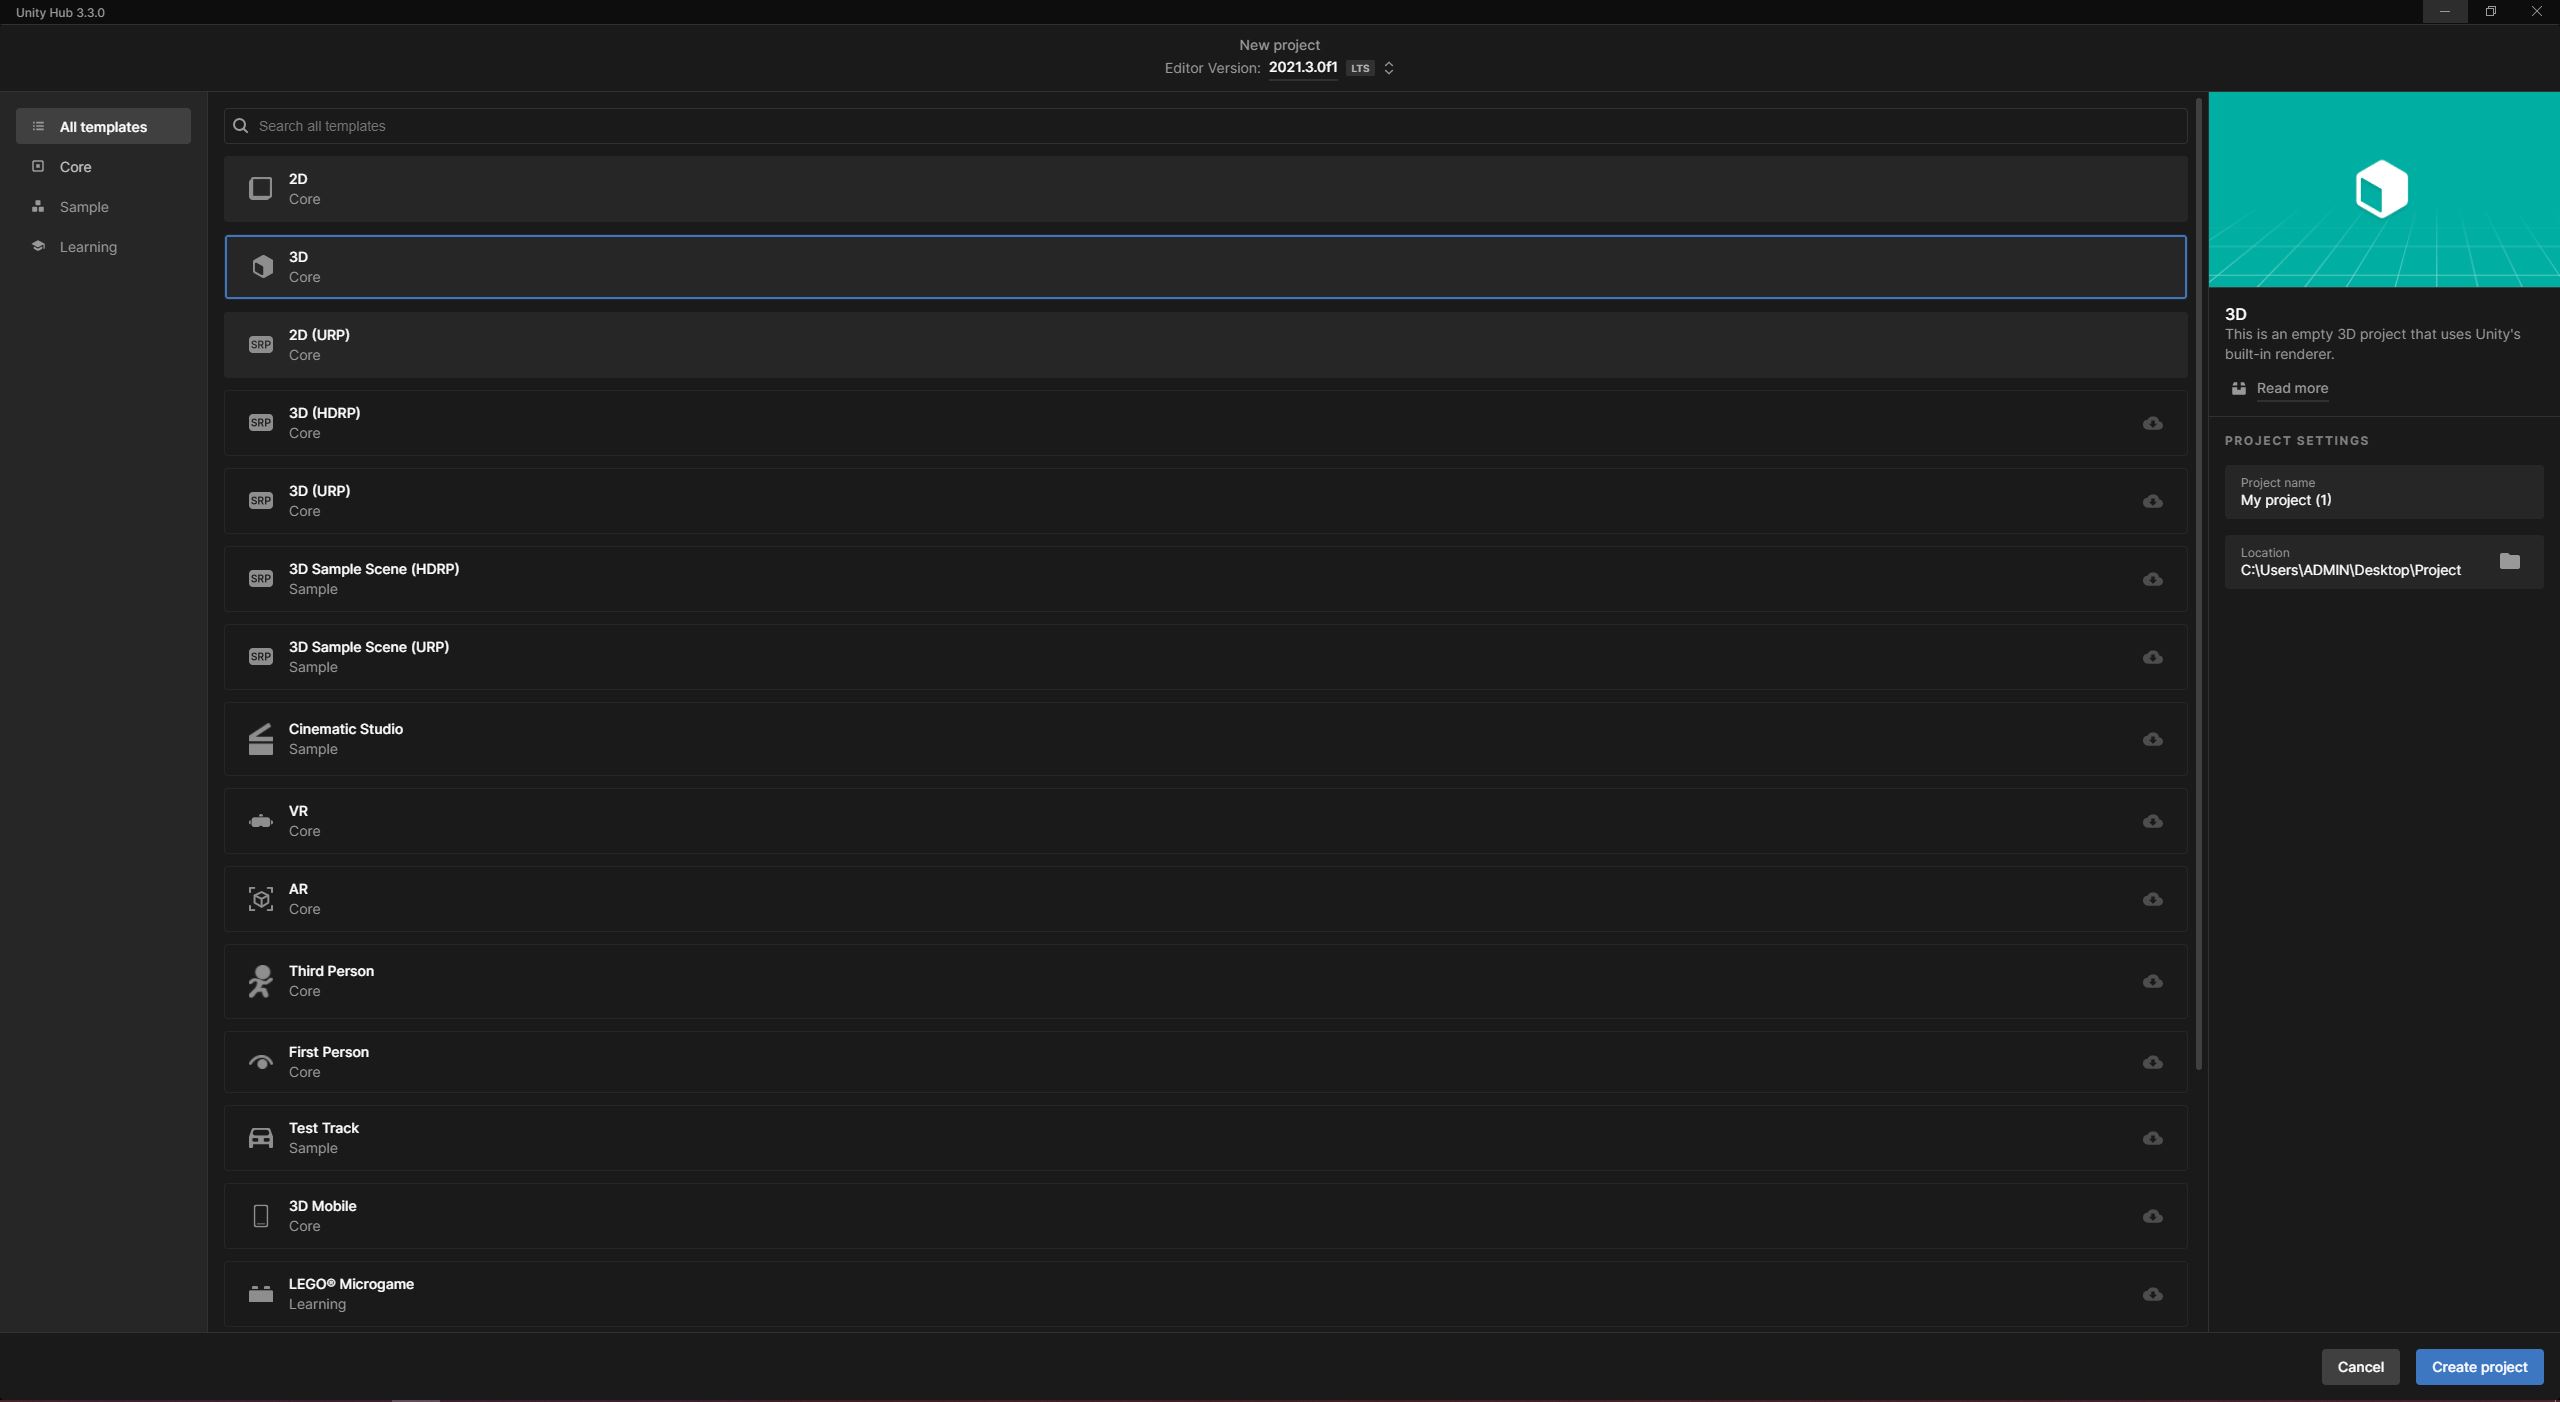 Unity Hub 3.3.0
New project
Editor Version: 2021.3.0f1 LTS
All templates
Core
Sample
Learning
Search all templates
2D
Core
3D
Core
SRP
2D (URP)
Core
SRP
3D (HDRP)
Core
SRP
3D (URP)
Core
SRP
3D Sample Scene (HDRP)
Sample
SRP
3D Sample Scene (URP)
Sample
Cinematic Studio
Sample
VR
Core
AR
Core
Third Person
Core
First Person
Core
Test Track
Sample
3D Mobile
Core
LEGO® Microgame
Learning
3D
This is an empty 3D project that uses Unity's
built-in renderer.
Read more
PROJECT SETTINGS
Project name
My project (1)
Location
C:\Users\ADMIN\Desktop\Project
Cancel
Create project